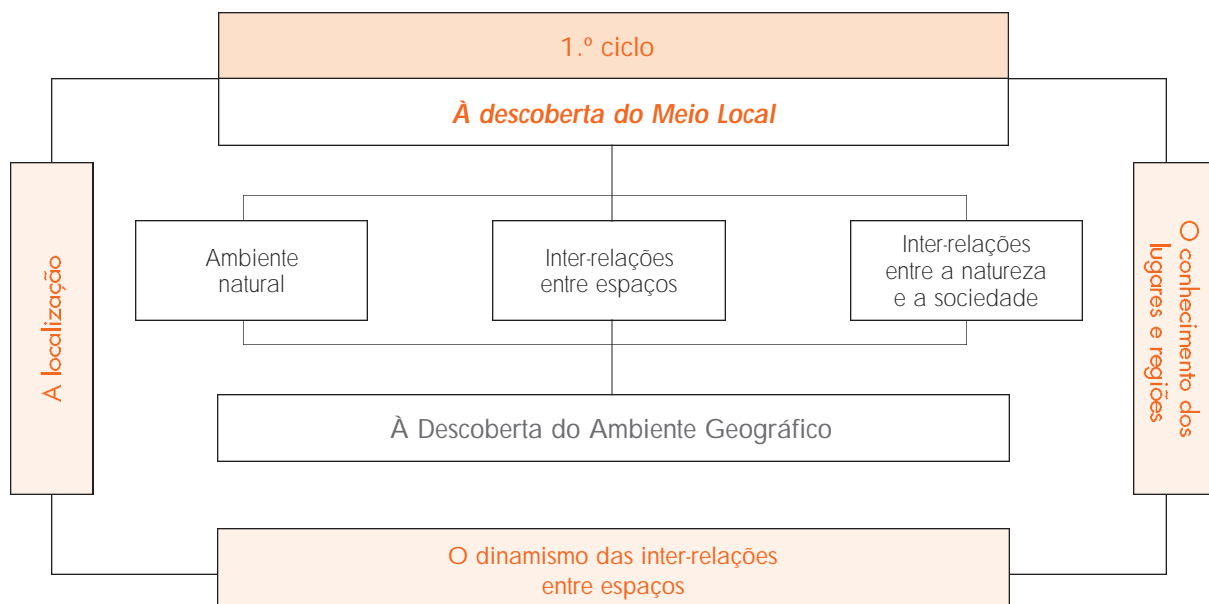 1.º ciclo
À descoberta do Meio Local
A localização
Ambiente
natural
Inter-relações
entre espaços
Inter-relações
entre a natureza
e a sociedade
O conhecimento dos
lugares e regiões
À Descoberta do Ambiente Geográfico
O dinamismo das inter-relações
entre espaços